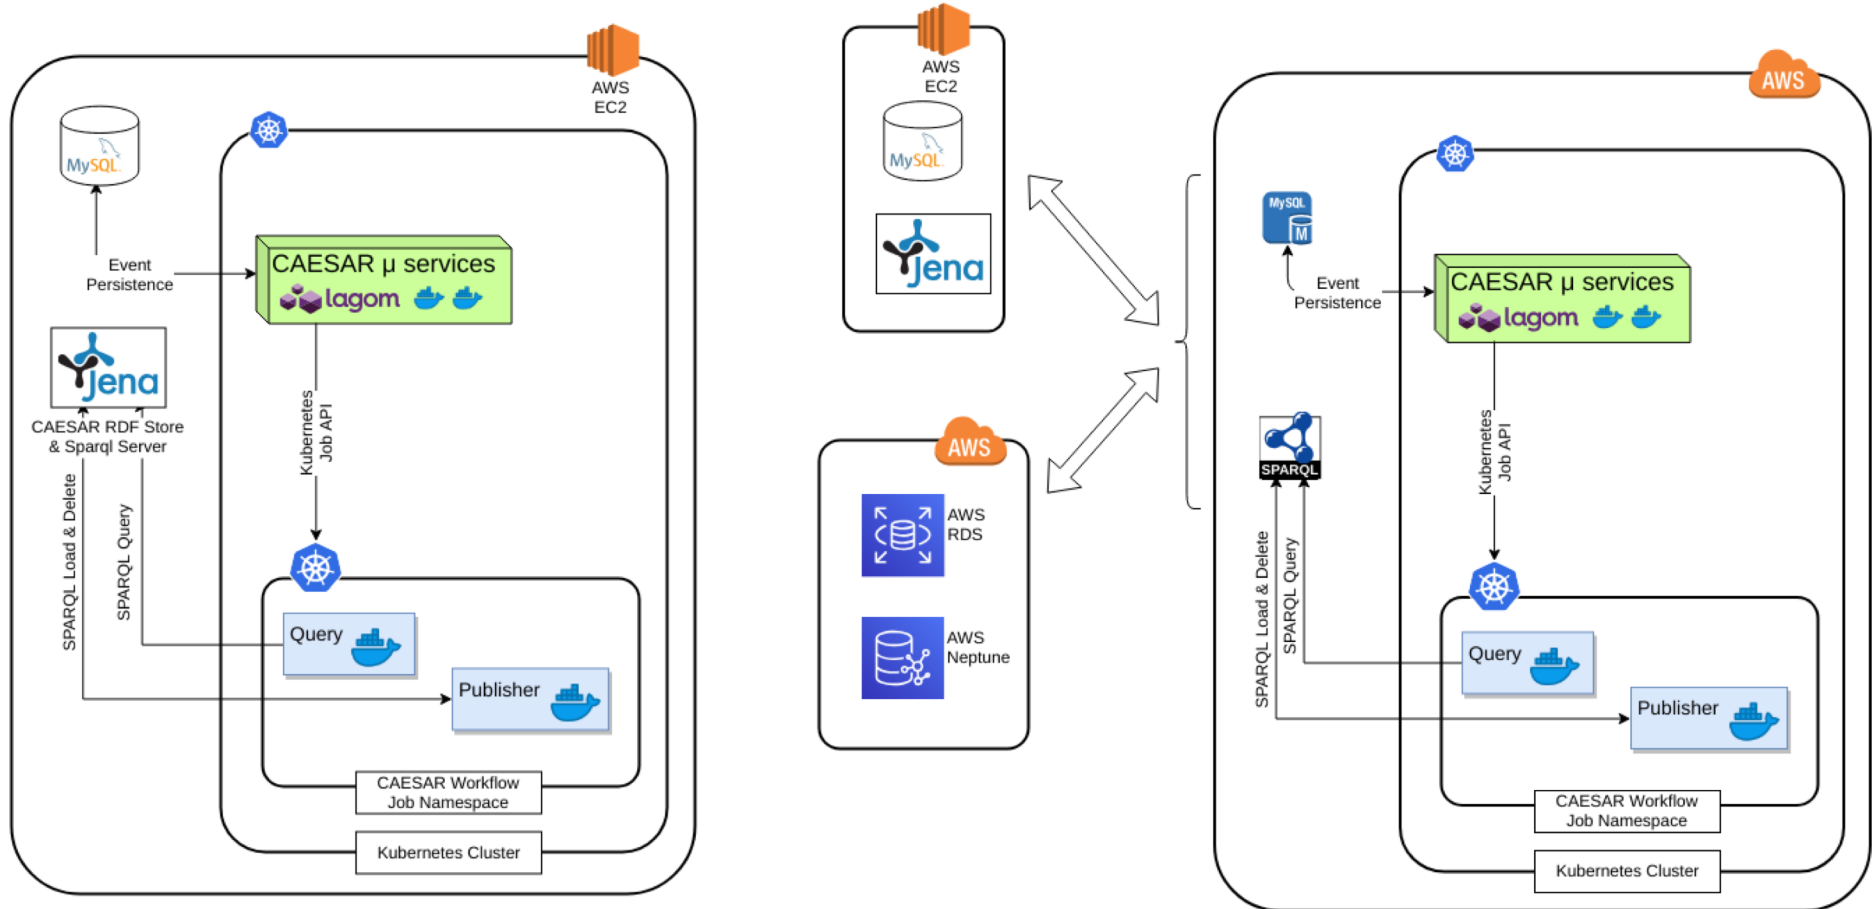 AWS
EC2
MySQL
Event
Persistence
CAESAR µ services
lagom
Jena
CAESAR RDF Store
& Sparql Server
Kubernetes
Job API
SPARQL Load & Delete
SPARQL Query
Query
Publisher
CAESAR Workflow
Job Namespace
Kubernetes Cluster
AWS
EC2
MySQL
Jena
AWS
AWS
RDS
AWS
Neptune
AWS
MySQL
M
Event
Persistence
CAESAR µ services
lagom
SPARQL
Kubernetes
Job API
SPARQL Load & Delete
SPARQL Query
Query
Publisher
CAESAR Workflow
Job Namespace
Kubernetes Cluster